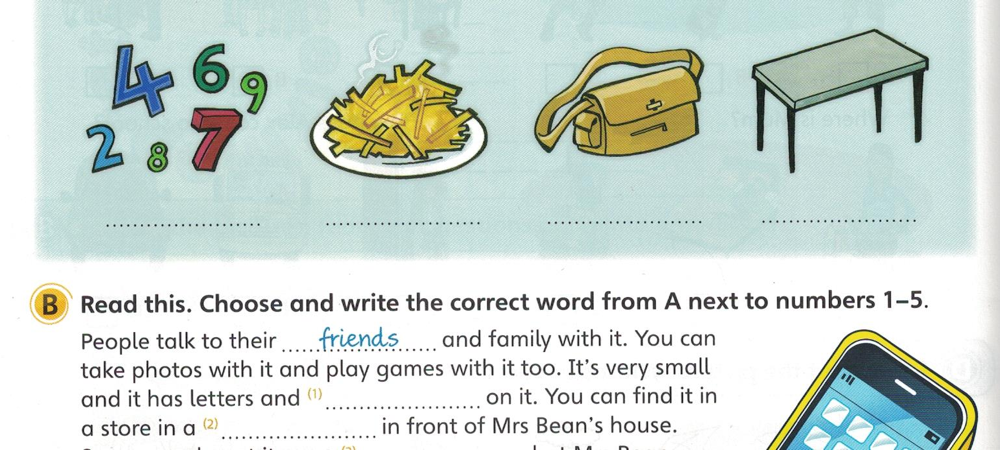 4 6 9
2 8 7
B Read this. Choose and write the correct word from A next to numbers 1–5.
People talk to their ......friends...... and family with it. You can
take photos with it and play games with it too. It's very small
and it has letters and (1) ........................ on it. You can find it in
a store in a (2) ........................ in front of Mrs Bean's house.